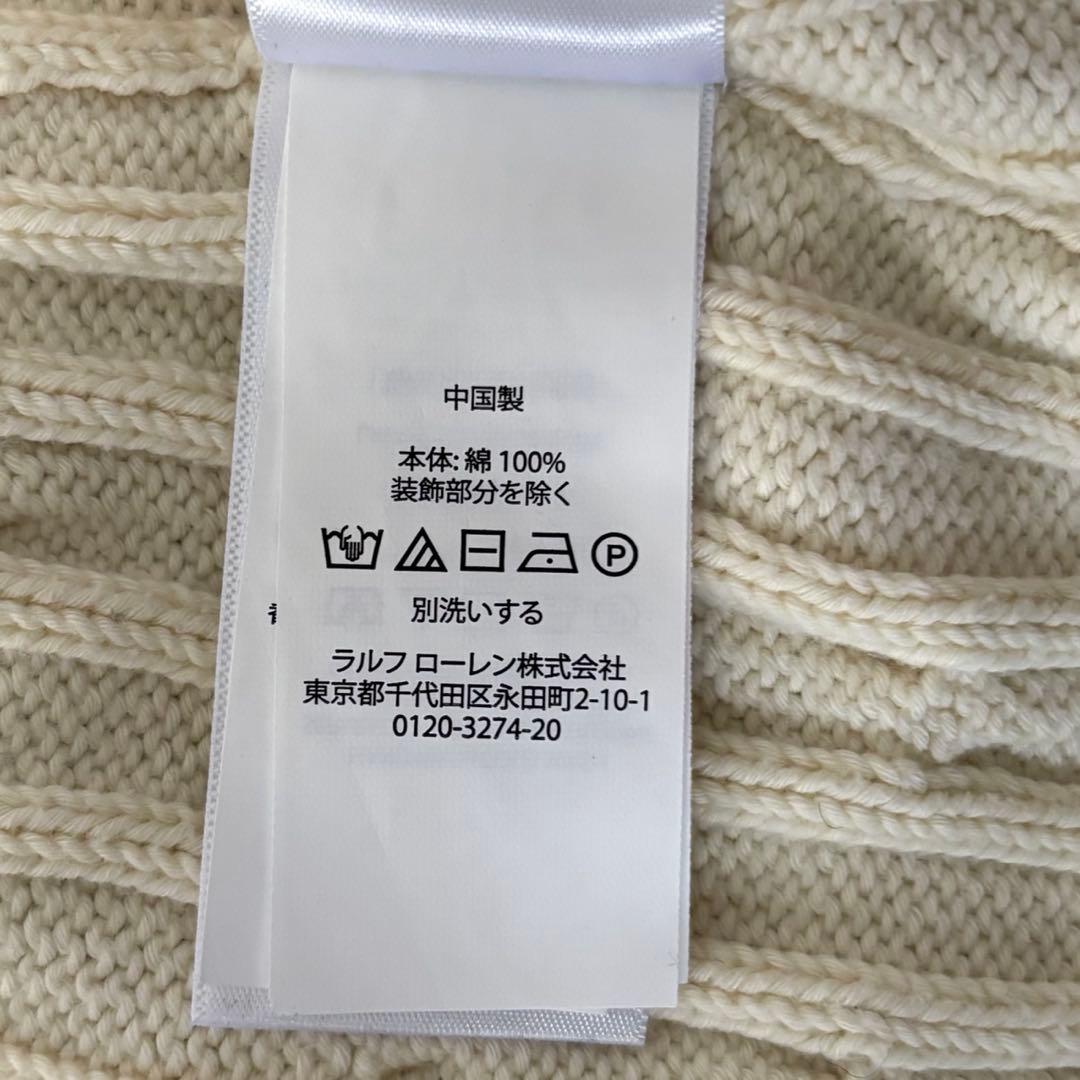 中国製
本体: 綿 100%
装飾部分を除く
P
別洗いする
ラルフ ローレン株式会社
東京都千代田区永田町2-10-1
0120-3274-20